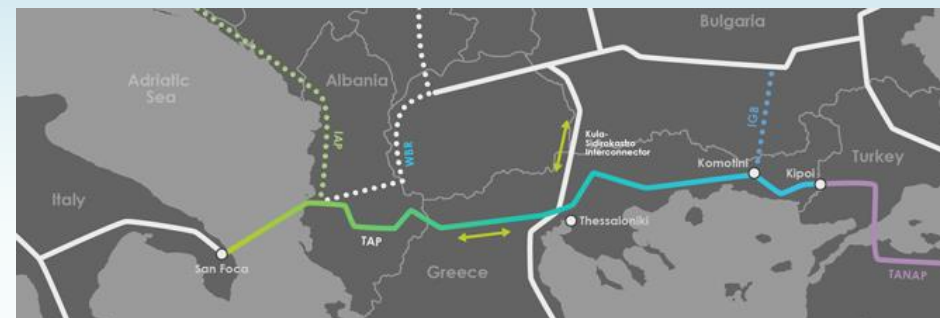 Bulgaria
Adriatic
Sea
Albania
IAP
WBR
Kula-
Sidirokastro
Interconnector
IGB
Komotini
Kipoi
Turkey
Italy
Thessaloniki
TAP
San Foca
Greece
TANAP